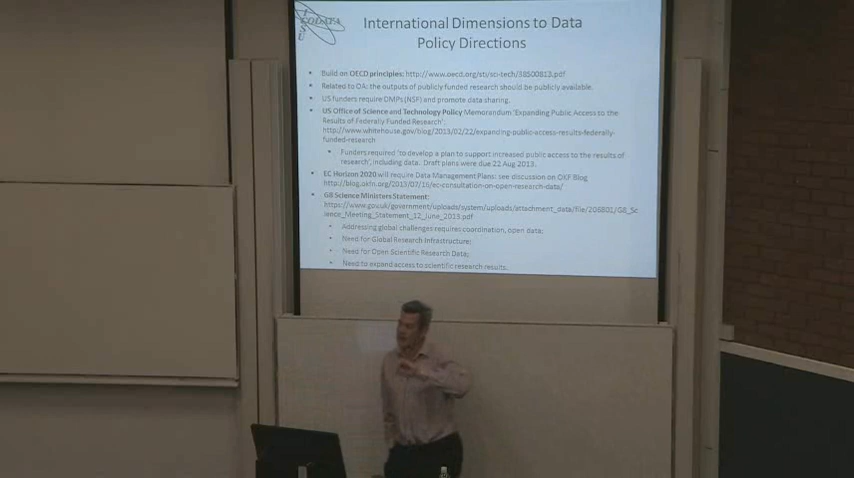 CODATA
International Dimensions to Data
Policy Directions
Build on OECD principles: http://www.oecd.org/sti/sci-tech/38500813.pdf
Related to OA: the outputs of publicly funded research should be publicly available.
US funders require DMPs (NSF) and promote data sharing.
US Office of Science and Technology Policy Memorandum 'Expanding Public Access to the
Results of Federally Funded Research':
http://www.whitehouse.gov/blog/2013/02/22/expanding-public-access-results-federally-
funded-research
Funders required 'to develop a plan to support increased public access to the results of
research', including data. Draft plans were due 22 Aug 2013.
EC Horizon 2020 will require Data Management Plans: see discussion on OKF Blog
http://blog.okfn.org/2013/07/16/ec-consultation-on-open-research-data/
G8 Science Ministers Statement:
https://www.gov.uk/government/uploads/system/uploads/attachment_data/file/206801/G8_Sc
ience_Meeting_Statement_12_June_2013.pdf
Addressing global challenges requires coordination, open data;
Need for Global Research Infrastructure;
Need for Open Scientific Research Data;
Need to expand access to scientific research results.